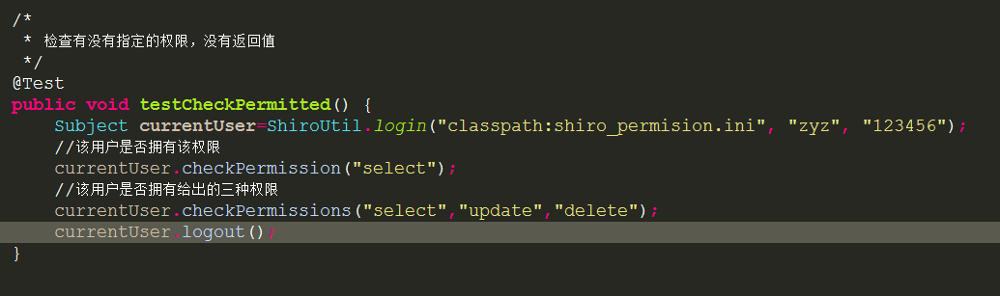 /*
 * 检查有没有指定的权限，没有返回值
 */
@Test
public void testCheckPermitted() {
    Subject currentUser=ShiroUtil.login("classpath:shiro_permision.ini", "zyz", "123456");
    //该用户是否拥有该权限
    currentUser.checkPermission("select");
    //该用户是否拥有给出的三种权限
    currentUser.checkPermissions("select","update","delete");
    currentUser.logout();
}